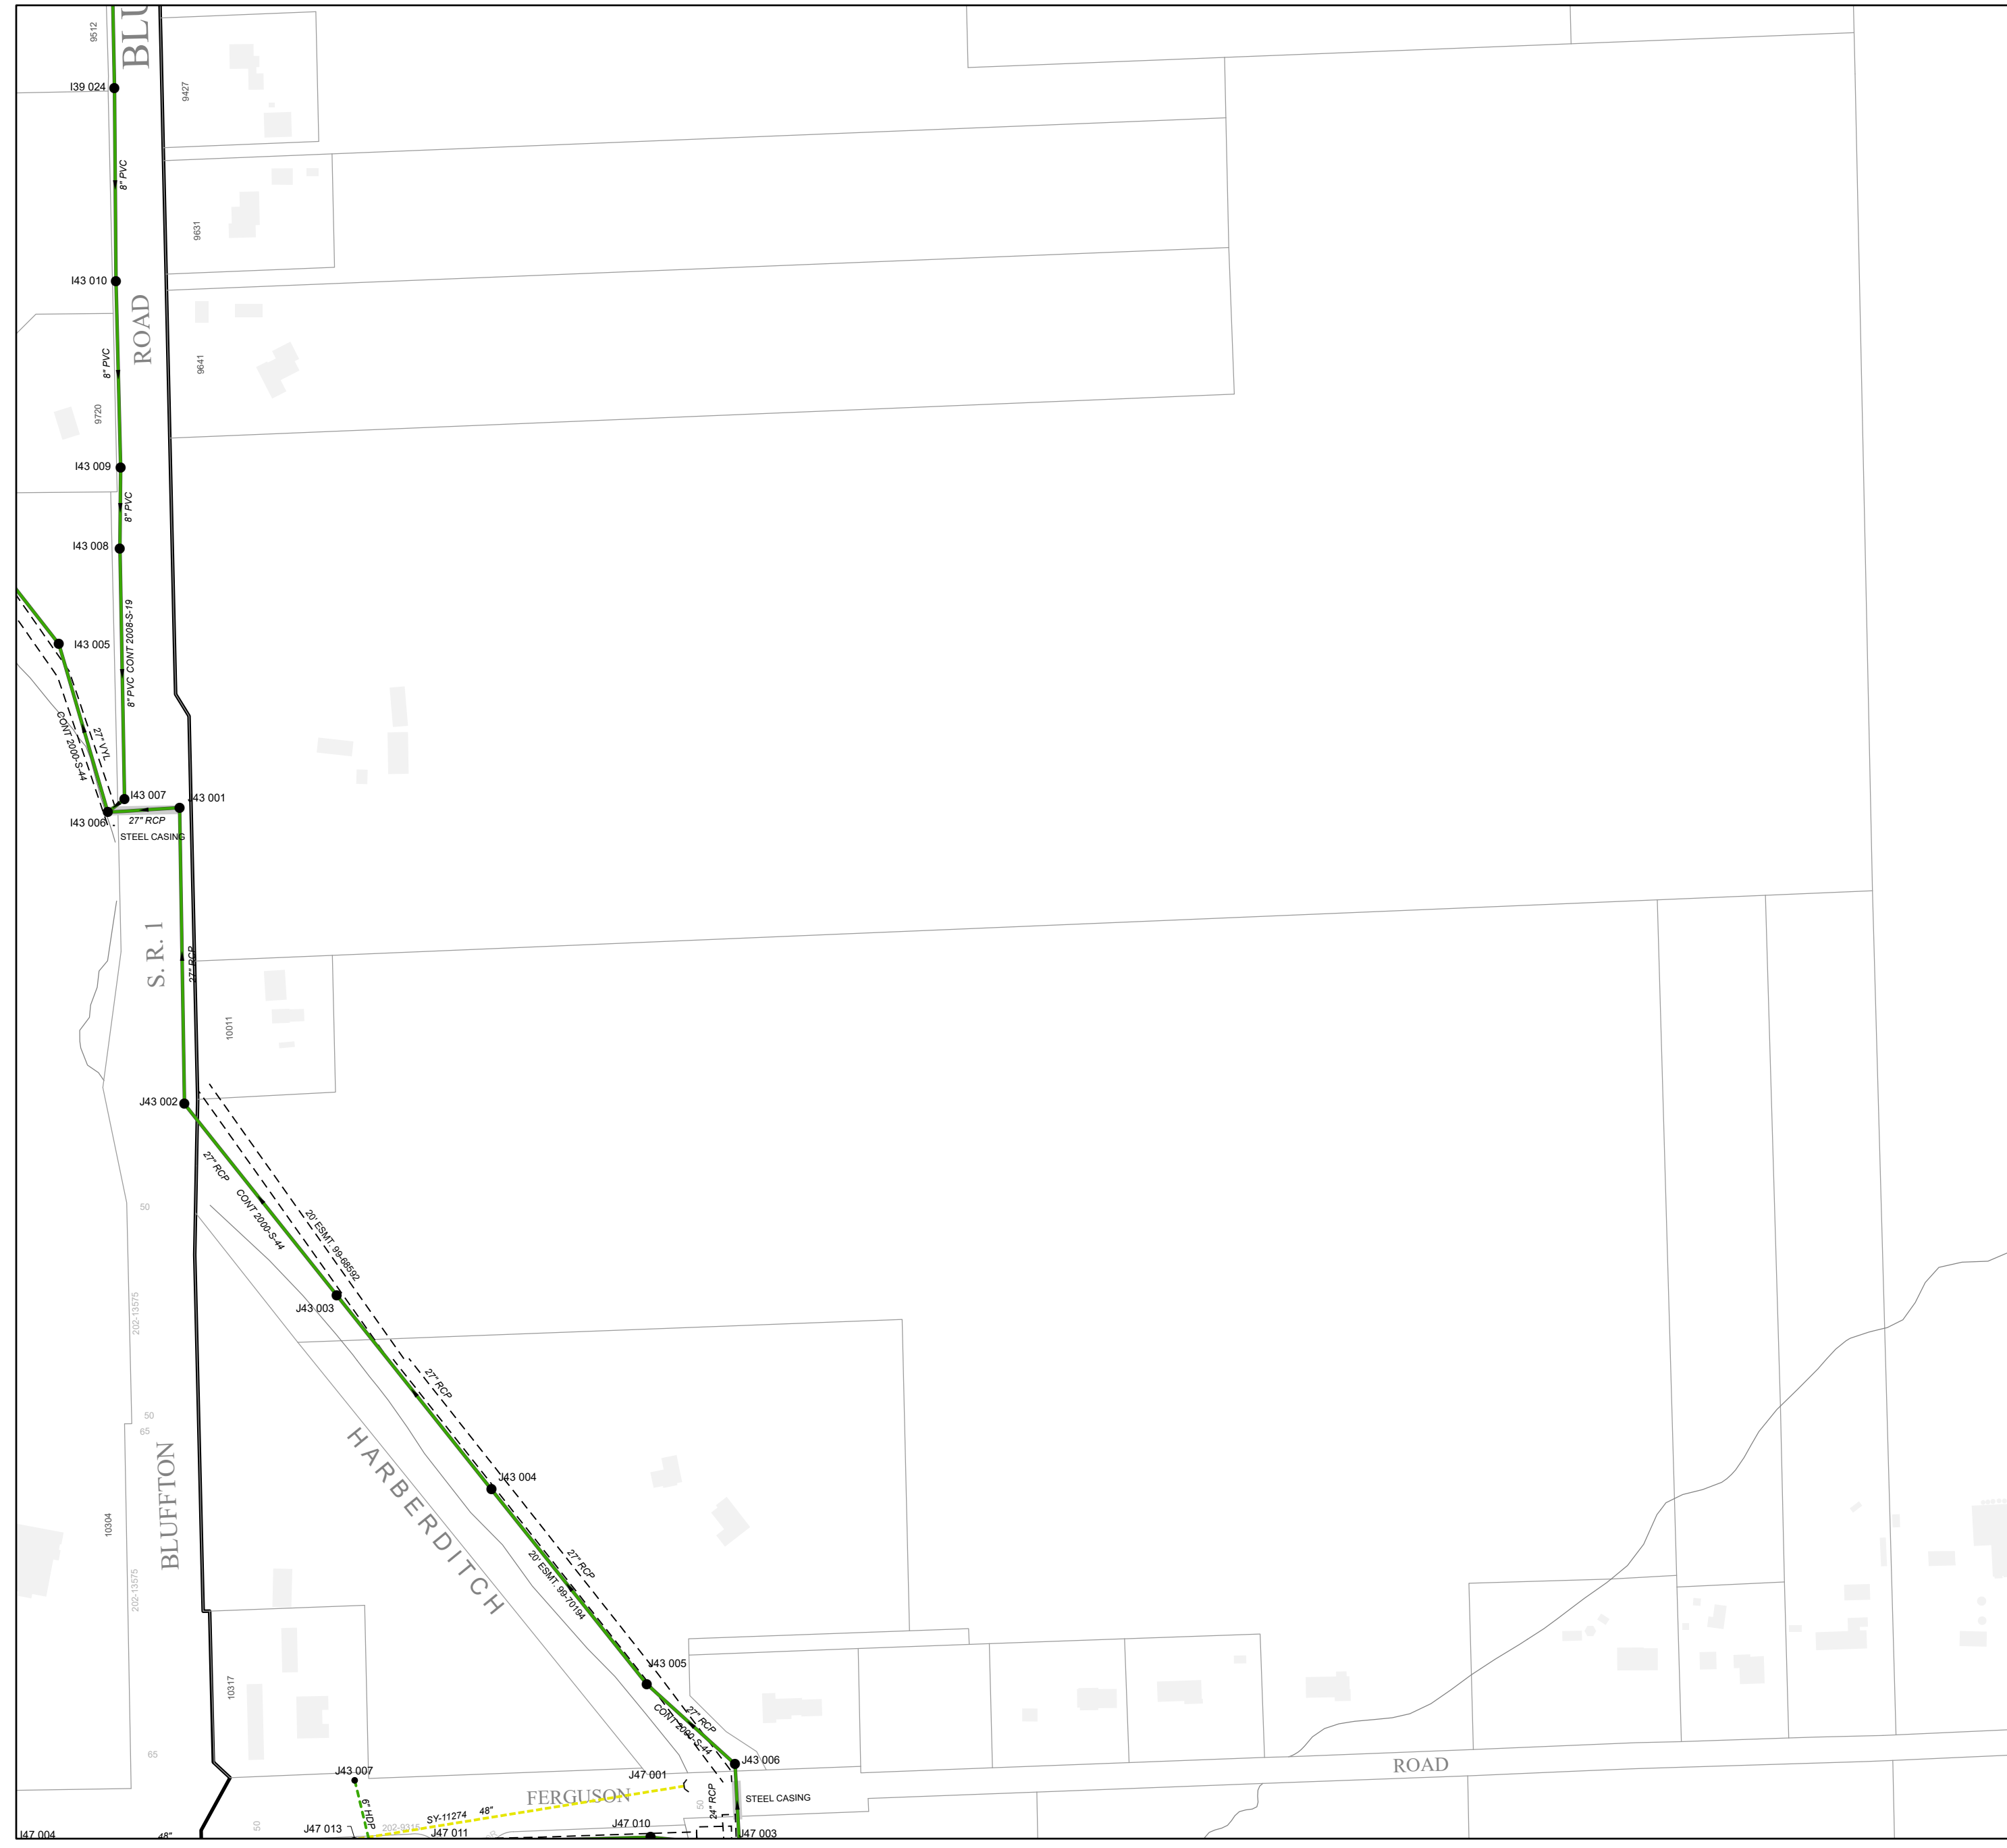 9512
BLU
I39 024
9427
8" PVC
9631
I43 010
ROAD
8" PVC
9641
9720
I43 009
8" PVC
I43 008
8" PVC CONT 2008-S-19
I43 005
27" VYL
CONT 2000-S-44
I43 007
J43 001
I43 006
27" RCP
STEEL CASING
S. R. 1
27" RCP
10011
J43 002
27" RCP
CONT 2000-S-44
50
20' ESMT. 99-68592
202-13575
J43 003
27" RCP
50
65
HARBERDITCH
BLUFFTON
J43 004
10304
27" RCP
20' ESMT. 99-70194
202-13575
J43 005
10317
27" RCP
CONT 2000-S-44
65
J43 006
J43 007
J47 001
ROAD
FERGUSON
STEEL CASING
24" RCP
50
6" HDP
SY-11274 48"
50
202-9315
J47 010
J47 013
J47 011
J47 003
I47 004
48"